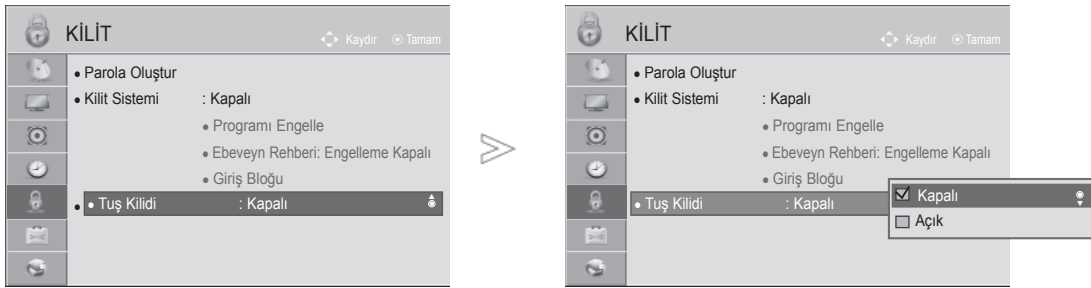 KİLİT
Kaydır Tamam
• Parola Oluştur
• Kilit Sistemi : Kapalı
• Programı Engelle
• Ebeveyn Rehberi: Engelleme Kapalı
• Giriş Bloğu
• • Tuş Kilidi : Kapalı
KİLİT
Kaydır Tamam
• Parola Oluştur
• Kilit Sistemi : Kapalı
• Programı Engelle
• Ebeveyn Rehberi: Engelleme Kapalı
• Giriş Bloğu
• Tuş Kilidi : Kapalı
Kapalı
Açık